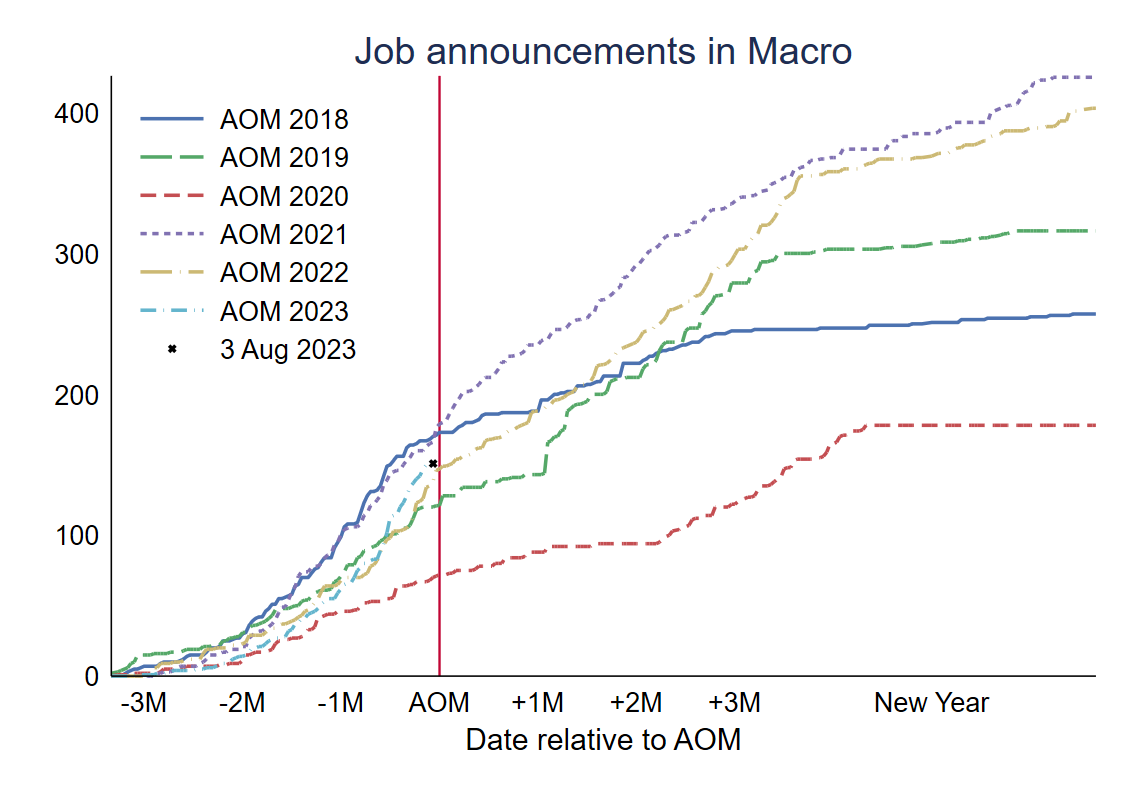 Job announcements in Macro
400
300
200
100
0
AOM 2018
AOM 2019
AOM 2020
AOM 2021
AOM 2022
AOM 2023
3 Aug 2023
-3M -2M -1M AOM +1M +2M +3M New Year
Date relative to AOM